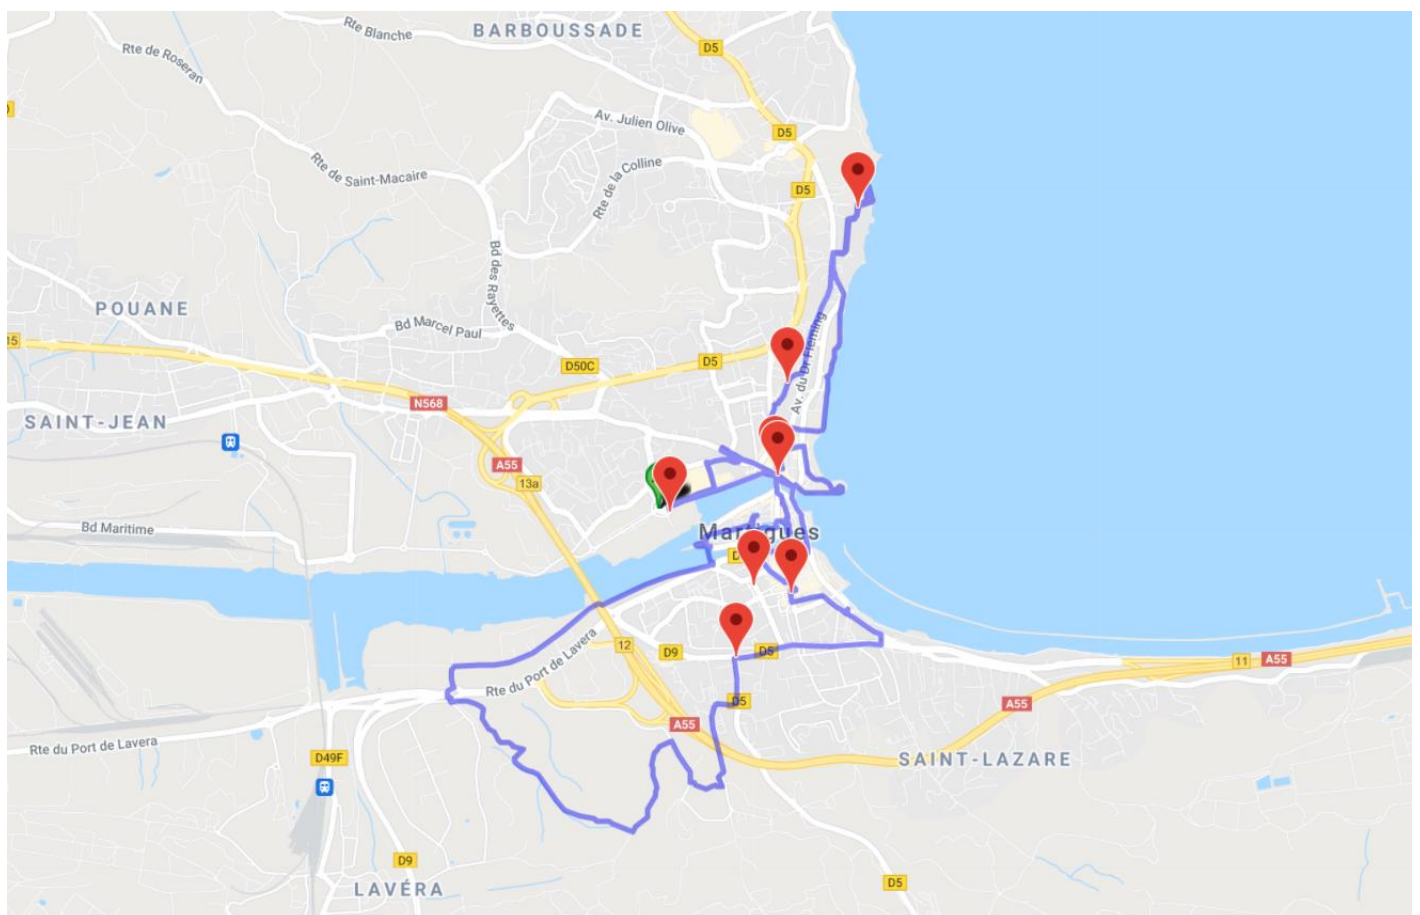 Rte Blanche
BARBOUSSADE
D5
Rte de Roseran
Av. Julien Olive
D5
Rte de Saint-Macaire
Rte de la Colline
D5
Bd des Rayettes
POUANE
Bd Marcel Paul
15
D50C
D5
Av. du Dr Fleming
N568
SAINT-JEAN
A55
13a
Bd Maritime
Martigues
12
D9
D5
11
A55
Rte du Port de Lavera
D5
A55
A55
Rte du Port de Lavera
D49F
SAINT-LAZARE
D9
D5
LAVÉRA